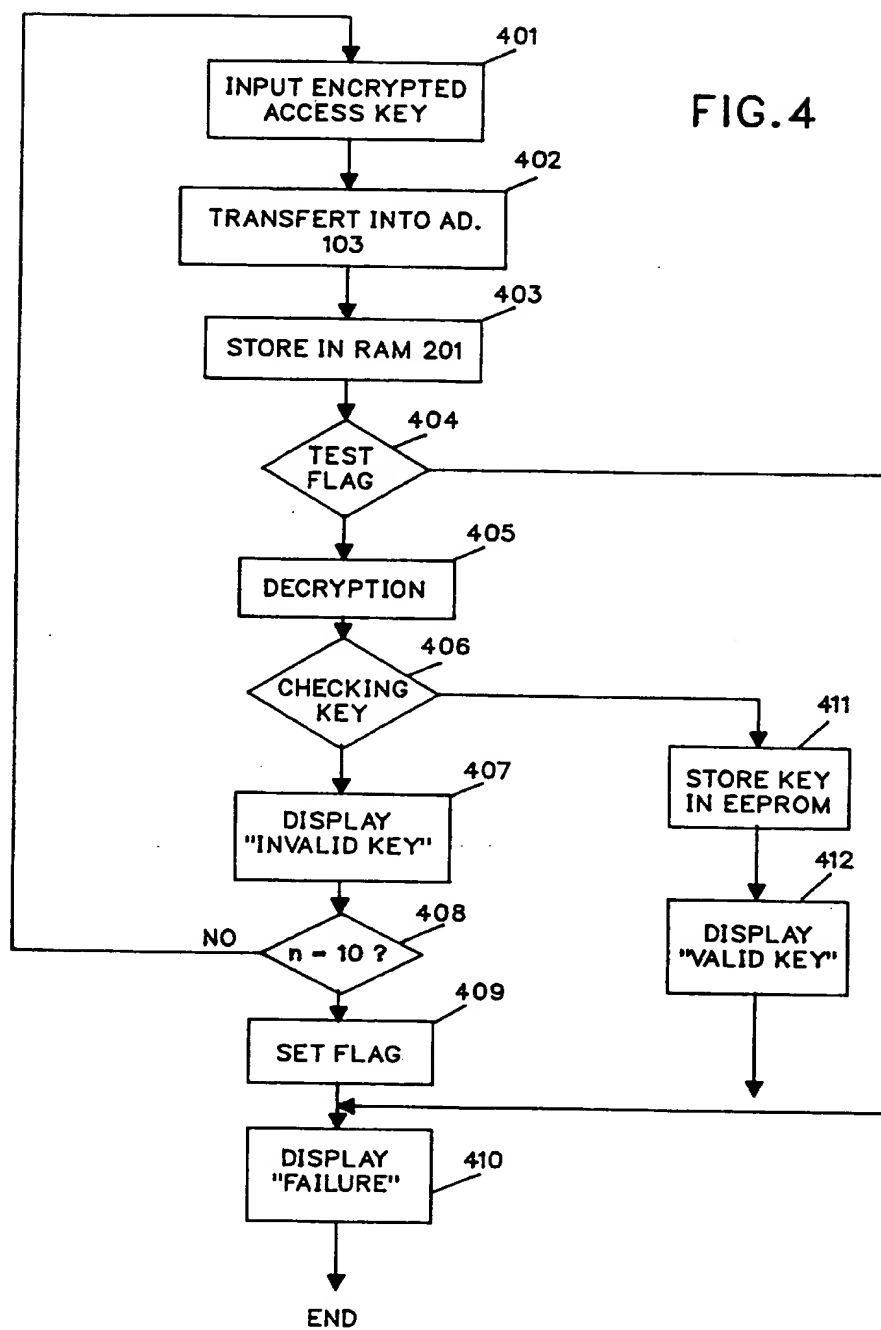 401
INPUT ENCRYPTED
ACCESS KEY
FIG.4
402
TRANSFERT INTO AD.
103
403
STORE IN RAM 201
404
TEST
FLAG
405
DECRYPTION
406
CHECKING
KEY
411
STORE KEY
IN EEPROM
407
DISPLAY
"INVALID KEY"
412
DISPLAY
"VALID KEY"
408
NO
n = 10 ?
409
SET FLAG
DISPLAY
"FAILURE"
410
END